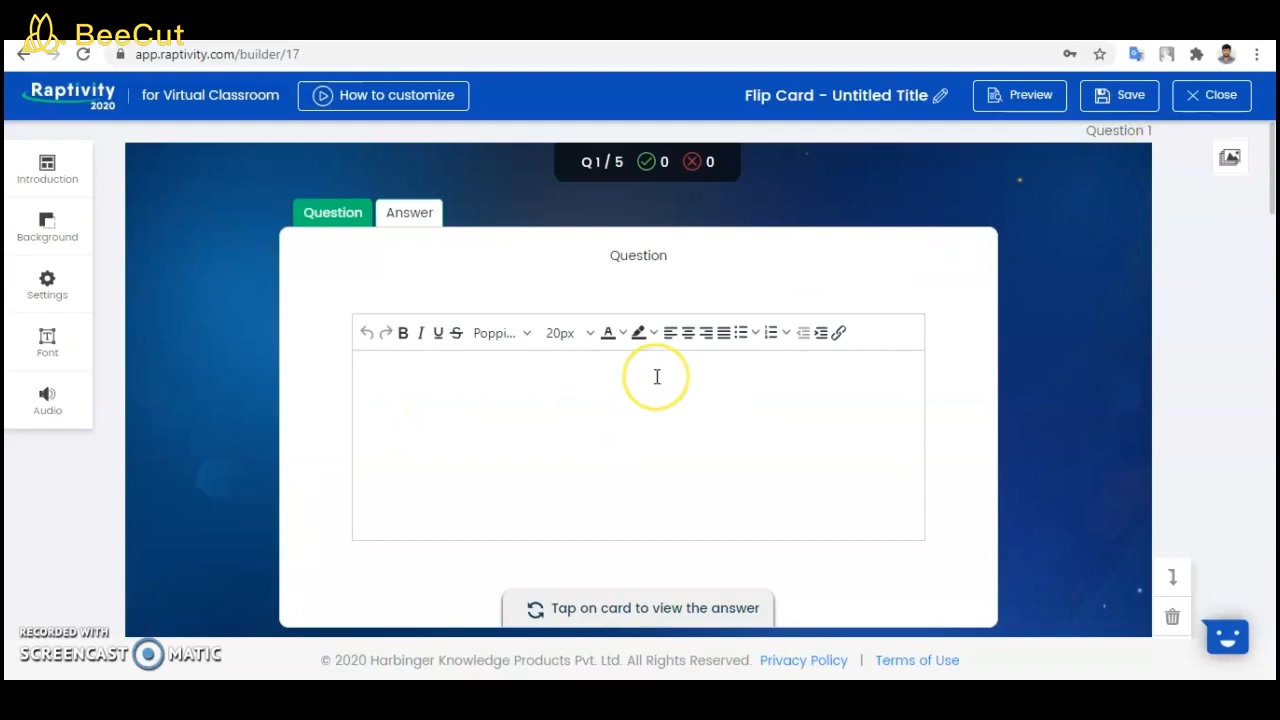 BeeCut
app.raptivity.com/builder/17
Raptivity
2020
for Virtual Classroom
How to customize
Flip Card - Untitled Title
Preview
Save
Close
Question 1
Introduction
Background
Settings
Font
Audio
Q 1 / 5
0
0
Question
Answer
Question
B I U S Poppi... 20px A
Tap on card to view the answer
RECORDED WITH
SCREENCAST MATIC
© 2020 Harbinger Knowledge Products Pvt. Ltd. All Rights Reserved. Privacy Policy | Terms of Use